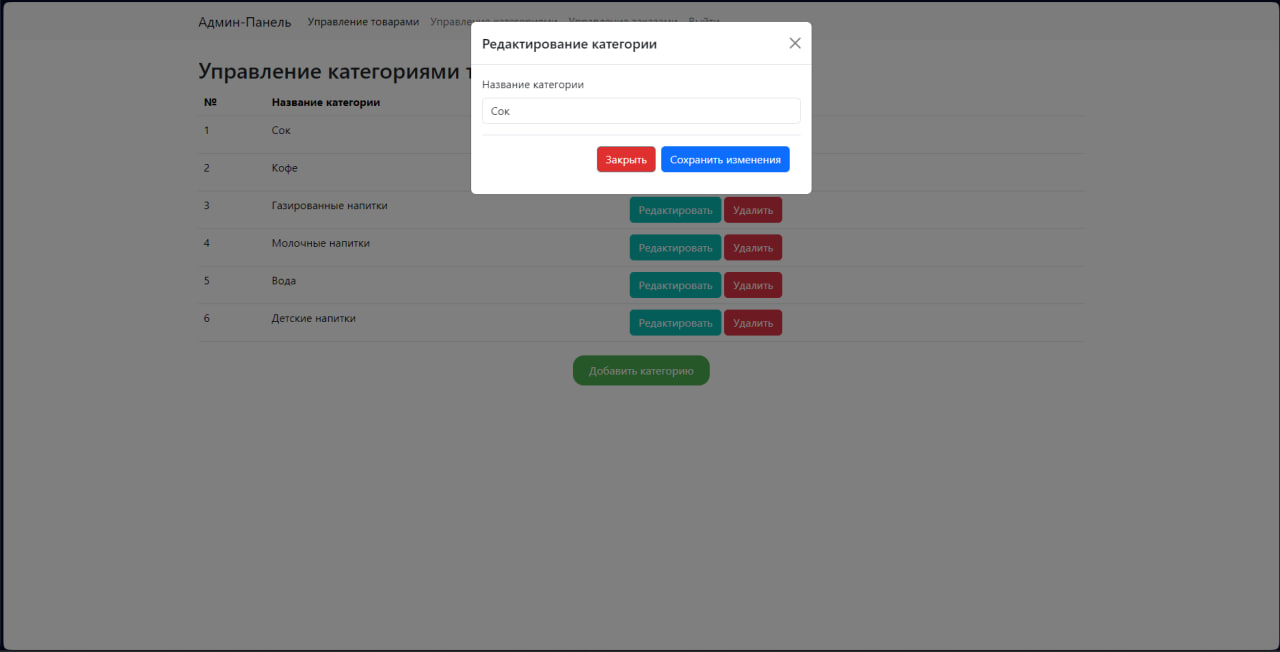 Админ-Панель Управление товарами Управление категориями Управление заказами Выйти
Редактирование категории
Управление категориями
Название категории
№ Название категории
Сок
1 Сок
Закрыть Сохранить изменения
2 Кофе
3 Газированные напитки Редактировать Удалить
4 Молочные напитки Редактировать Удалить
5 Вода Редактировать Удалить
6 Детские напитки Редактировать Удалить
Добавить категорию